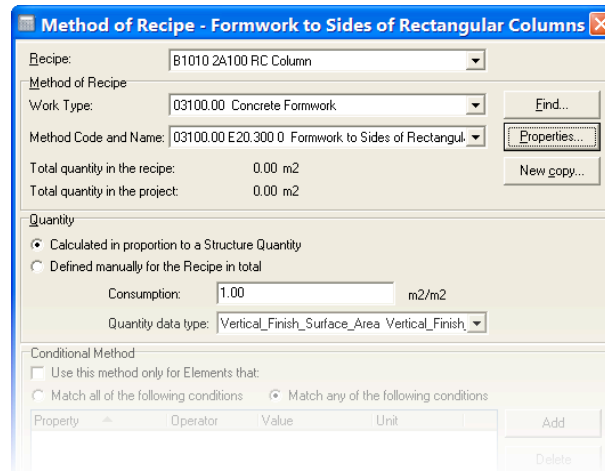 Method of Recipe - Formwork to Sides of Rectangular Columns
Recipe: B1010 2A100 RC Column
Method of Recipe
Work Type: 03100.00 Concrete Formwork Find...
Method Code and Name: 03100.00 E20.300 0 Formwork to Sides of Rectangul. Properties...
Total quantity in the recipe: 0.00 m2 New copy...
Total quantity in the project: 0.00 m2
Quantity
Calculated in proportion to a Structure Quantity
Defined manually for the Recipe in total
Consumption: 1.00 m2/m2
Quantity data type: Vertical_Finish_Surface_Area Vertical_Finish_
Conditional Method
Use this method only for Elements that:
Match all of the following conditions Match any of the following conditions
Property Operator Value Unit Add
Delete